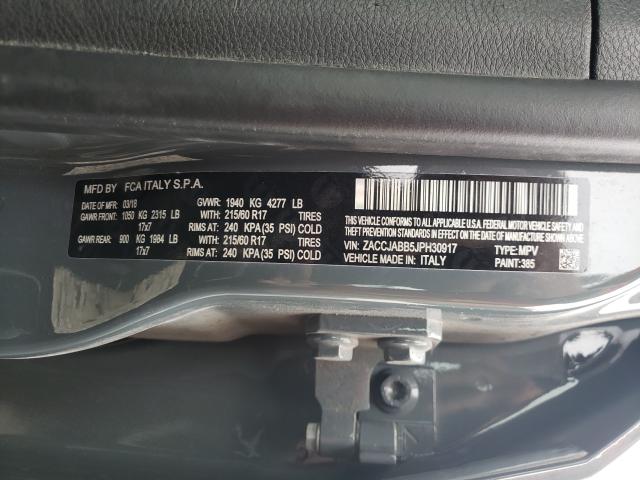 MFD BY FCA ITALY S.P.A.
DATE: 03/18 GVWR: 1940 KG 4277 LB
GAWR FRONT: 1050 KG 2315 LB WITH: 215/60 R17 TIRES
17x7 RIMS AT: 240 KPA(35 PSI) COLD
GAWR REAR: 900 KG 1984 LB WITH: 215/60 R17 TIRES
17x7 RIMS AT: 240 KPA(35 PSI) COLD
THIS VEHICLE CONFORMS TO ALL APPLICABLE U.S.A. FEDERAL MOTOR VEHICLE SAFETY, BUMPER, AND
THEFT PREVENTION STANDARDS IN EFFECT ON THE DATE OF MANUFACTURE SHOWN ABOVE.
VIN: ZACCJABB5JPH30917 TYPE: MPV
VEHICLE MADE IN: ITALY PAINT: 385